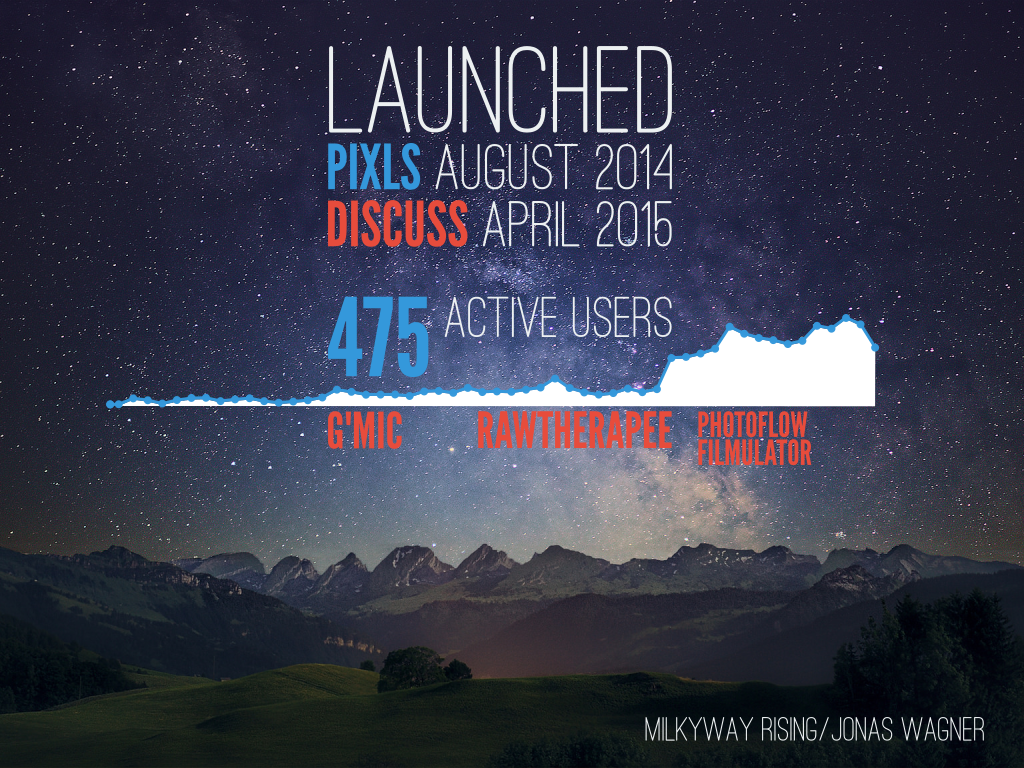 LAUNCHED
PIXLS AUGUST 2014
DISCUSS APRIL 2015
475 ACTIVE USERS
G'MIC RAWTHERAPEE PHOTOFLOW
FILMULATOR
MILKYWAY RISING/JONAS WAGNER